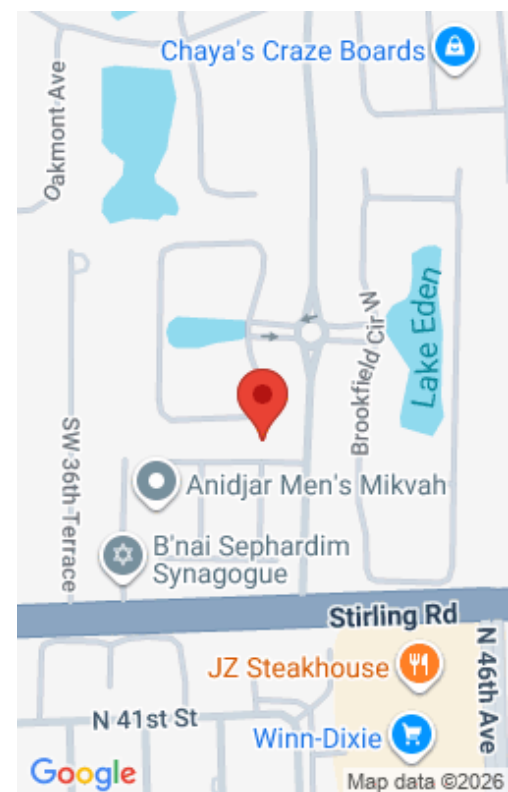 Chaya's Craze Boards
Oakmont Ave
Lake Eden
Brookfield Cir W
SW 36th Terrace
Anidjar Men's Mikvah
B'nai Sephardim
Synagogue
Stirling Rd
JZ Steakhouse
N 46th Ave
N 41st St
Winn-Dixie
Google
Map data ©2026